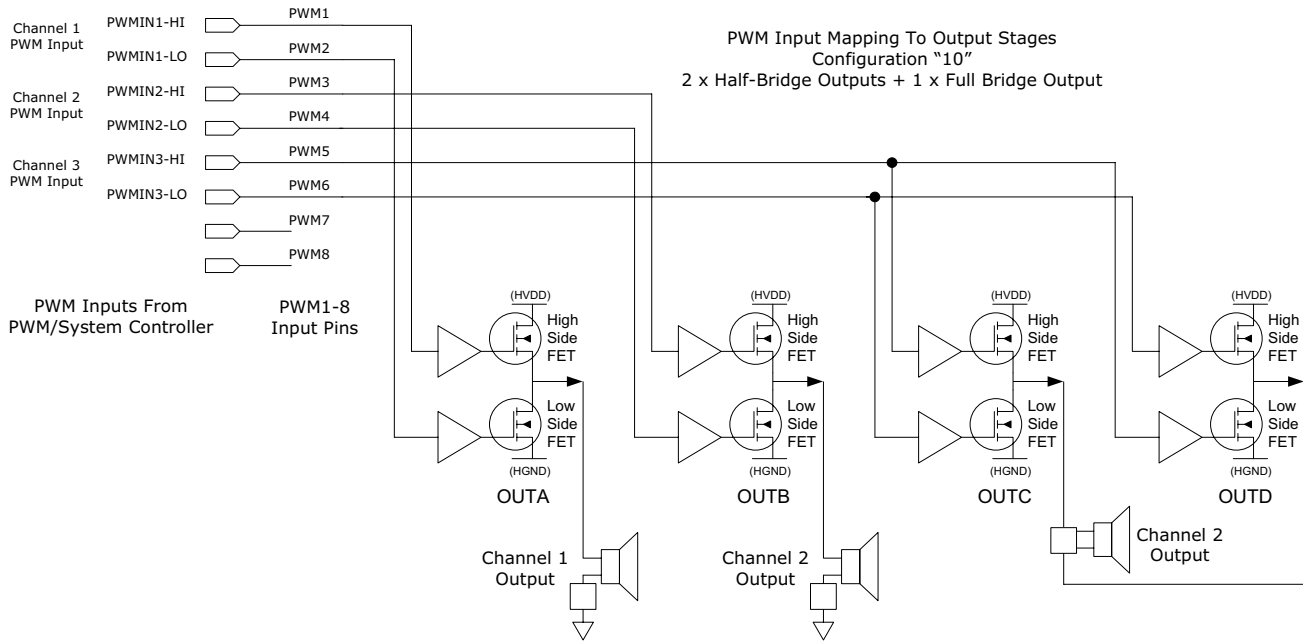 PWM Input Mapping To Output Stages
Configuration “10”
2 x Half-Bridge Outputs + 1 x Full Bridge Output
Channel 1
PWM Input
PWMIN1-HI
PWM1
PWMIN1-LO
PWM2
Channel 2
PWM Input
PWMIN2-HI
PWM3
PWMIN2-LO
PWM4
Channel 3
PWM Input
PWMIN3-HI
PWM5
PWMIN3-LO
PWM6
PWM7
PWM8
PWM Inputs From
PWM/System Controller
PWM1-8
Input Pins
(HVDD)
High
Side
FET
Low
Side
FET
(HGND)
OUTA
Channel 1
Output
(HVDD)
High
Side
FET
Low
Side
FET
(HGND)
OUTB
Channel 2
Output
(HVDD)
High
Side
FET
Low
Side
FET
(HGND)
OUTC
Channel 2
Output
(HVDD)
High
Side
FET
Low
Side
FET
(HGND)
OUTD